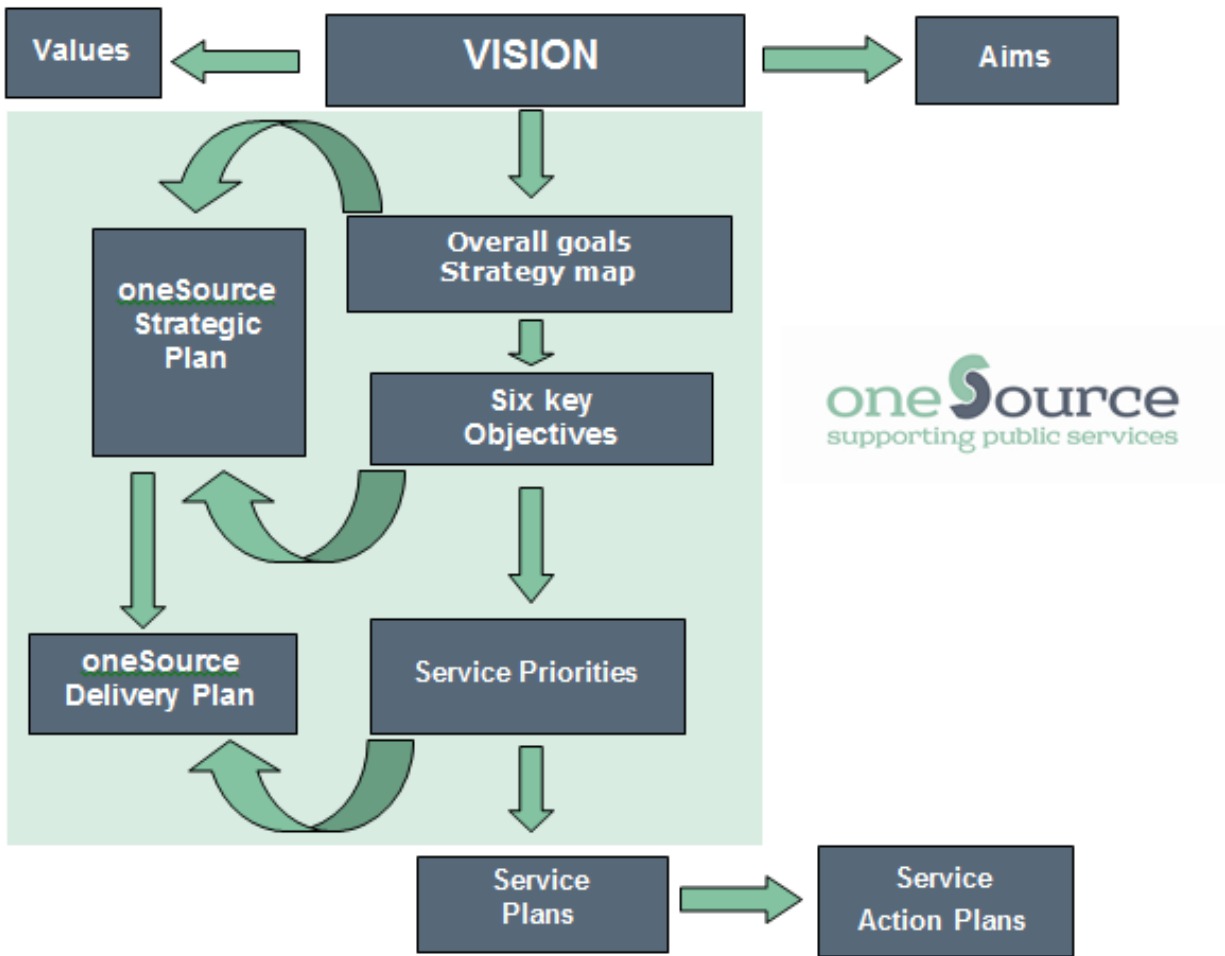 Values
VISION
Aims
Overall goals
Strategy map
oneSource
Strategic
Plan
Six key
Objectives
oneSource
supporting public services
oneSource
Delivery Plan
Service Priorities
Service
Plans
Service
Action Plans